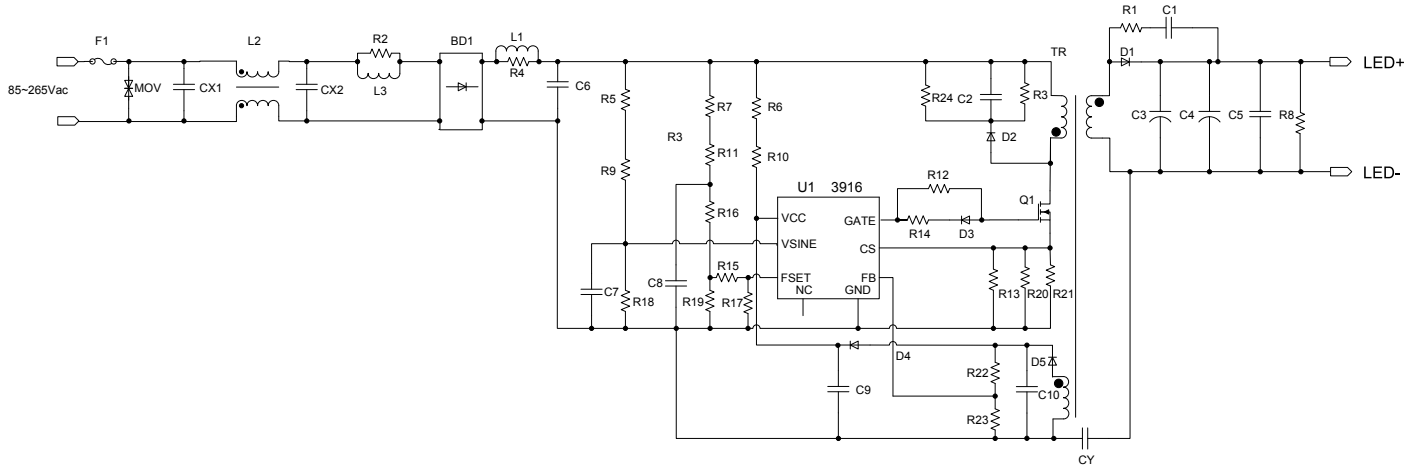 R1 C1
F1 L2 R2 BD1 L1 TR D1
R4 LED+
85~265Vac MOV CX1 CX2 L3 C6 R5 R7 R6 R24 C2 R3
C3 C4 C5 R8
R3 D2
R11 R10
R9 R12 LED-
U1 3916 Q1
R16 VCC GATE R14 D3
VSINE CS
R15 FSET FB
C7 R18 C8 R19 R17 NC GND R13 R20 R21
D4 D5
R22
C9 C10
R23
CY